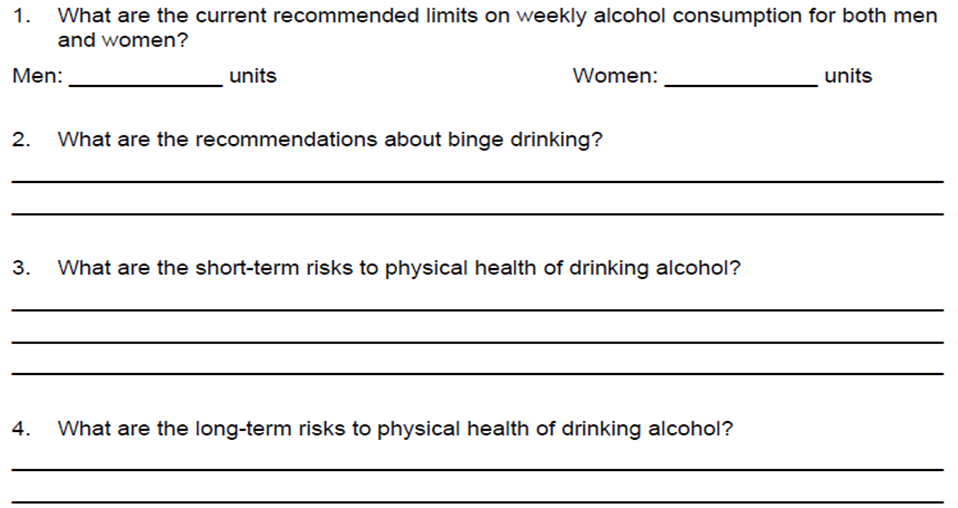 1. What are the current recommended limits on weekly alcohol consumption for both men
and women?
Men: _____________ units Women: _____________ units
2. What are the recommendations about binge drinking?
3. What are the short-term risks to physical health of drinking alcohol?
4. What are the long-term risks to physical health of drinking alcohol?